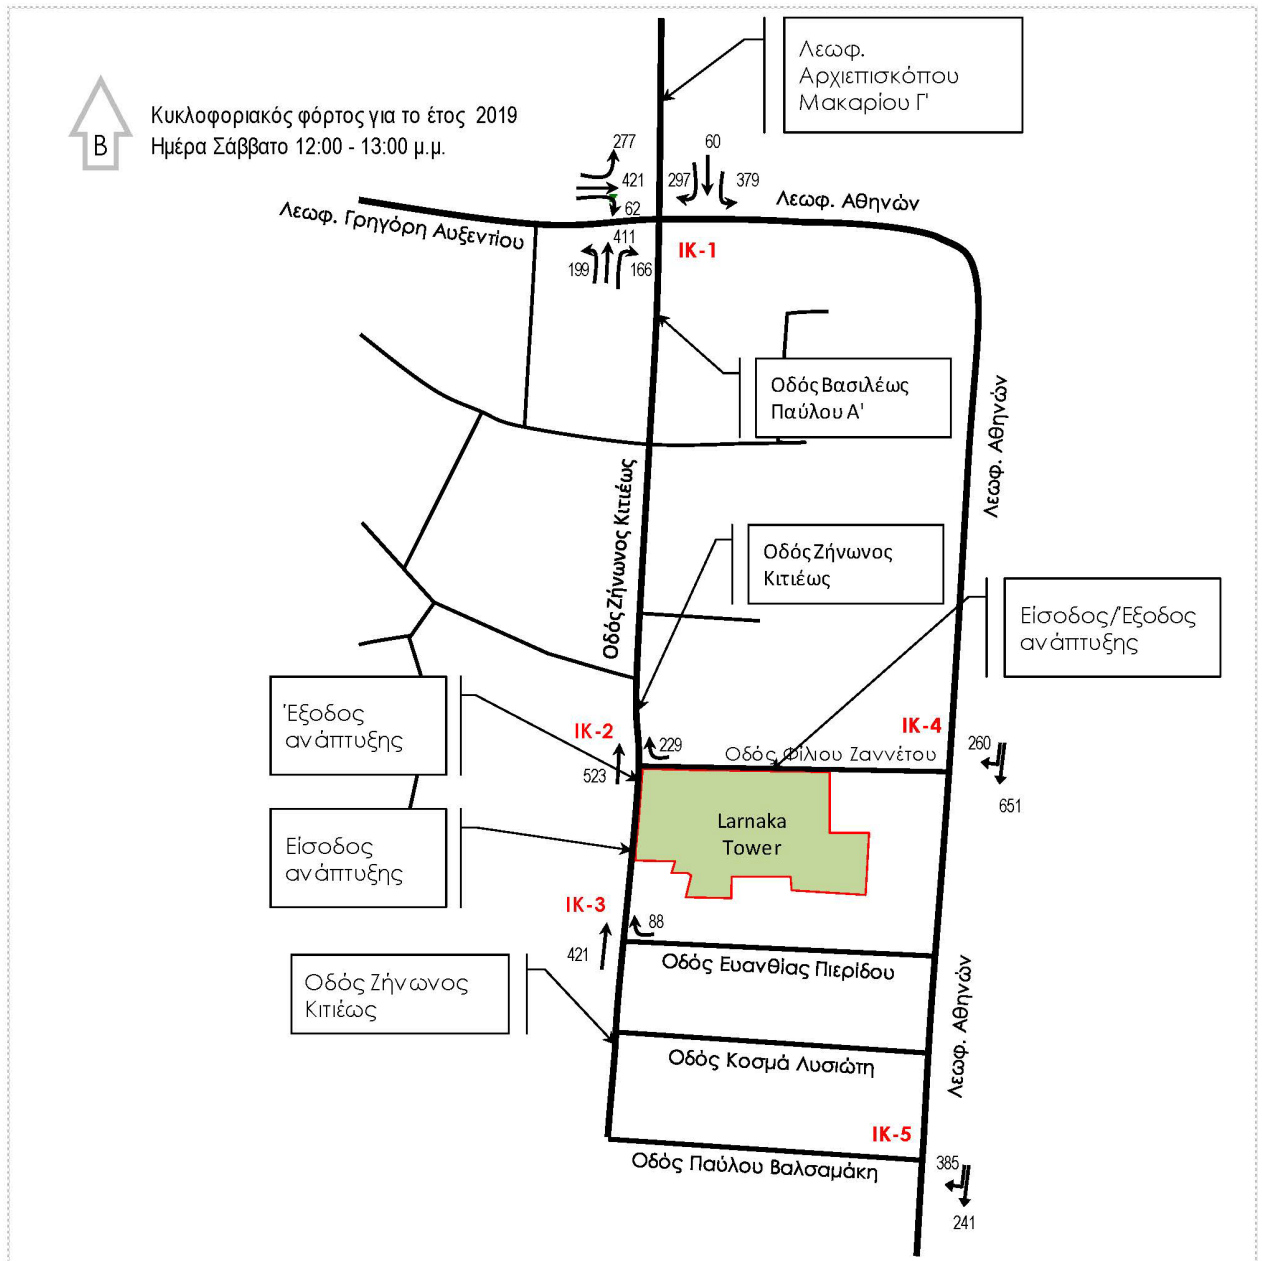 Λεωφ.
Αρχιεπισκόπου
Μακαρίου Γ'
Β
Κυκλοφοριακός φόρτος για το έτος 2019
Ημέρα Σάββατο 12:00 - 13:00 μ.μ.
277
421
62
60
297
379
Λεωφ. Γρηγόρη Αυξεντίου
Λεωφ. Αθηνών
411
199
166
ΙΚ-1
Οδός Βασιλέως
Παύλου Α'
Λεωφ. Αθηνών
Οδός Ζήνωνος Κιτιέως
Οδός Ζήνωνος
Κιτιέως
Είσοδος/Έξοδος
ανάπτυξης
Έξοδος
ανάπτυξης
ΙΚ-2
229
523
Οδός Φίλιου Ζαννέτου
ΙΚ-4
260
651
Larnaka
Tower
Είσοδος
ανάπτυξης
ΙΚ-3
88
421
Οδός Ευανθίας Πιερίδου
Λεωφ. Αθηνών
Οδός Ζήνωνος
Κιτιέως
Οδός Κοσμά Λυσιώτη
ΙΚ-5
Οδός Παύλου Βαλσαμάκη
385
241